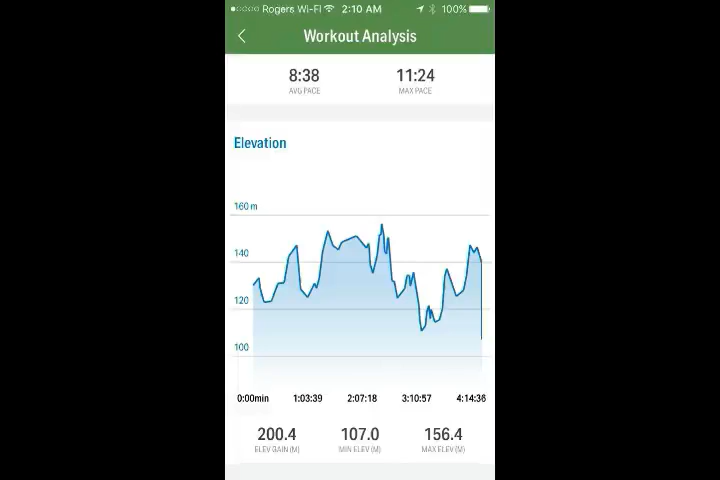 Rogers Wi-Fi 2:10 AM 100%
Workout Analysis
8:38 11:24
AVG PACE MAX PACE
Elevation
160 m
140
120
100
0:00min 1:03:39 2:07:18 3:10:57 4:14:36
200.4 107.0 156.4
ELEV GAIN (M) MIN ELEV (M) MAX ELEV (M)